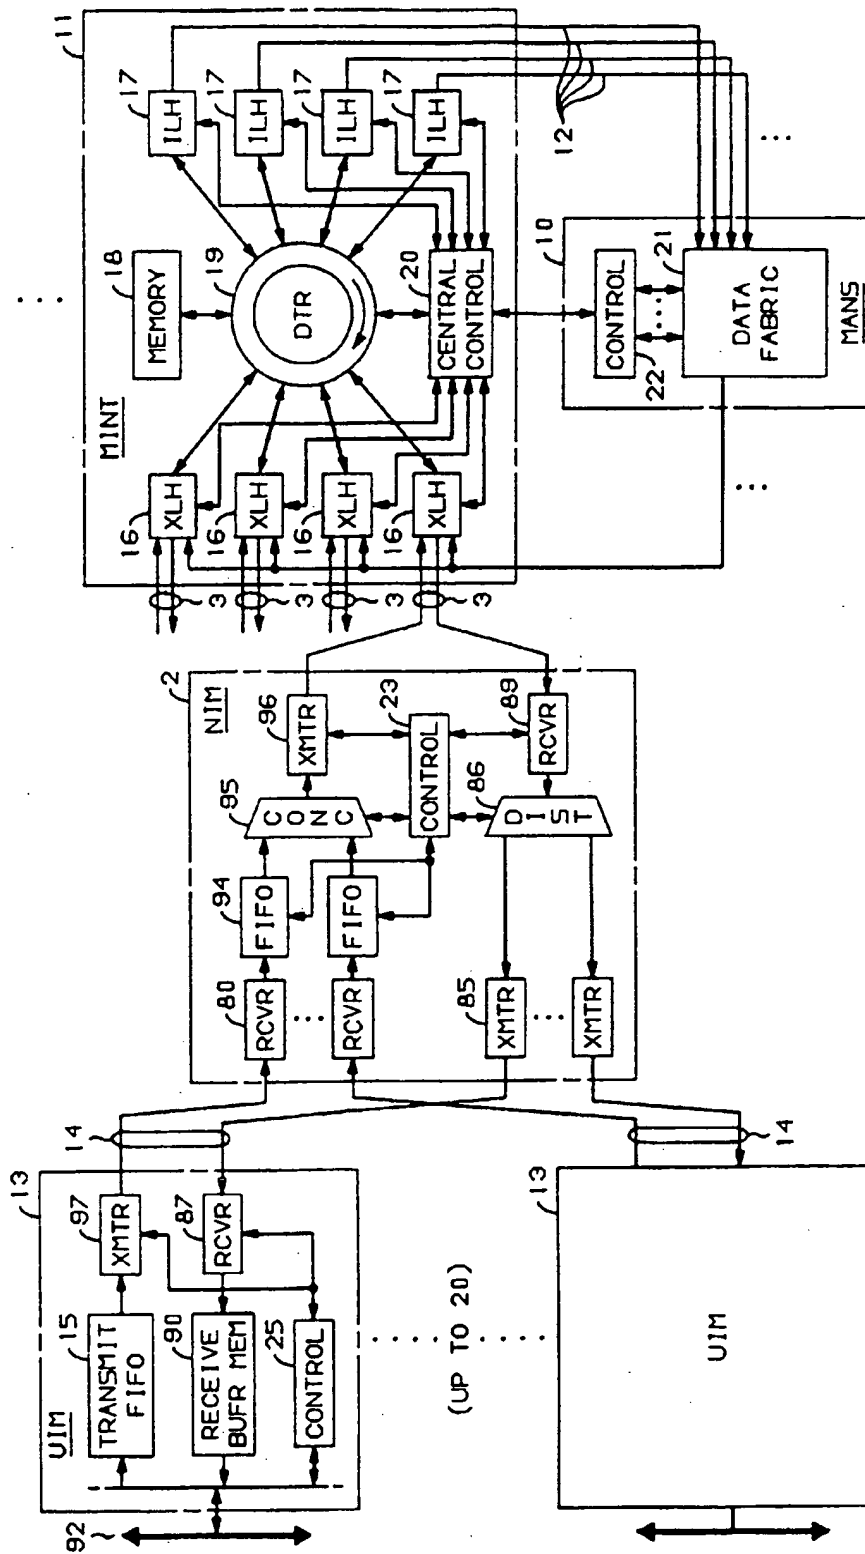 92
13
UIM
15
TRANSMIT
FIFO
97
XMTR
90
RECEIVE
BUFR MEM
87
RCVR
25
CONTROL
14
(UP TO 20)
13
UIM
14
2
NIM
80
RCVR
94
FIFO
95
CONC
96
XMTR
...
RCVR
FIFO
23
CONTROL
85
XMTR
...
XMTR
86
DIST
89
RCVR
3
3
3
3
11
MINT
16
XLH
16
XLH
16
XLH
16
XLH
18
MEMORY
19
DTR
20
CENTRAL
CONTROL
17
ILH
17
ILH
17
ILH
17
ILH
12
...
...
...
10
CONTROL
22
...
21
DATA
FABRIC
MANS